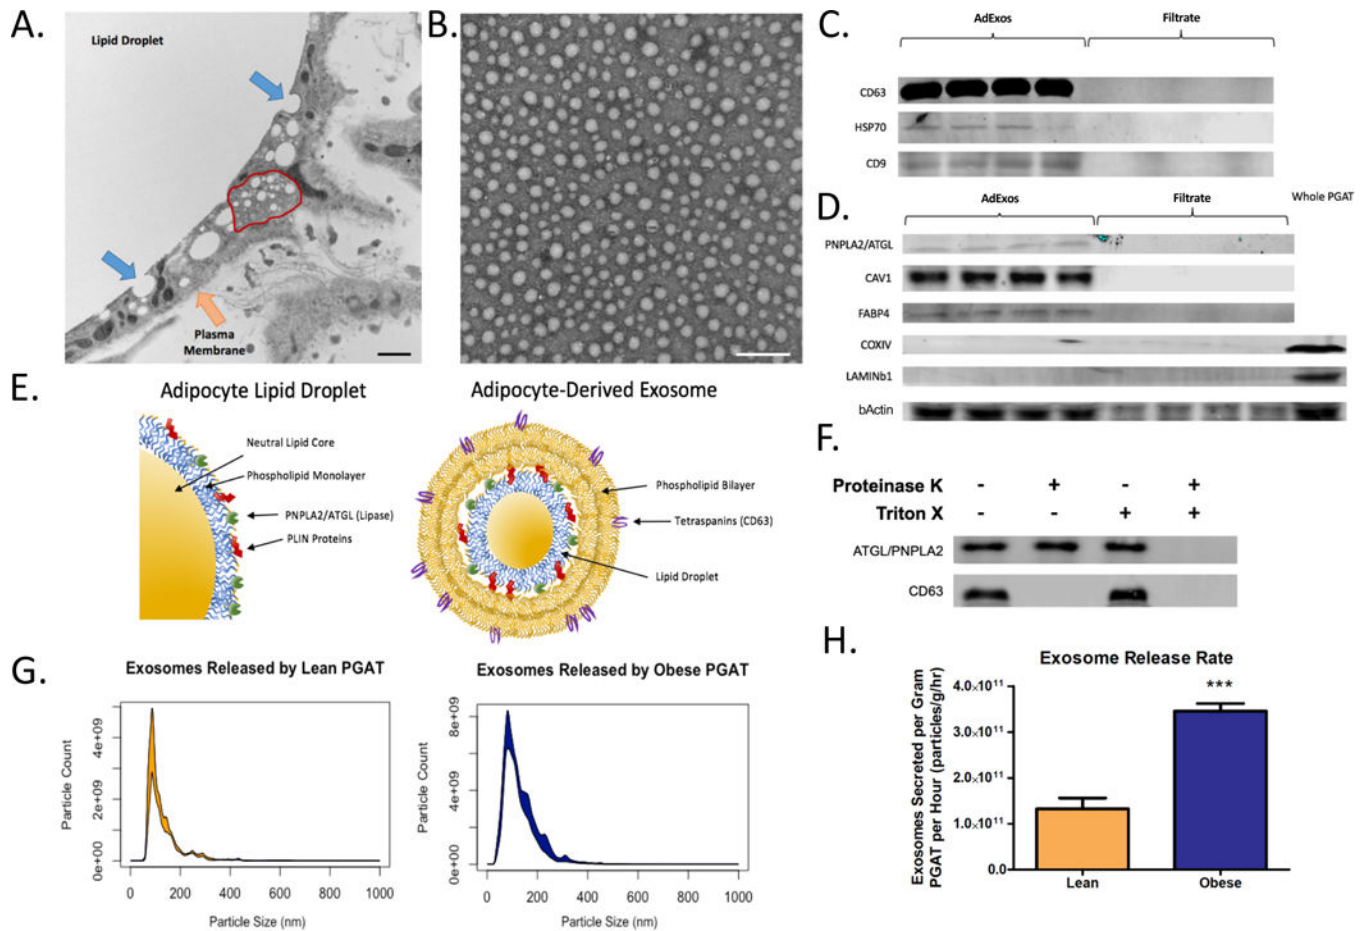 A.
Lipid Droplet
Plasma
Membrane
B.
C.
AdExos
Filtrate
CD63
HSP70
CD9
D.
AdExos
Filtrate
Whole PGAT
PNPLA2/ATGL
CAV1
FABP4
COXIV
LAMINb1
bActin
E.
Adipocyte Lipid Droplet
Neutral Lipid Core
Phospholipid Monolayer
PNPLA2/ATGL (Lipase)
PLIN Proteins
Adipocyte-Derived Exosome
Phospholipid Bilayer
Tetraspanins (CD63)
Lipid Droplet
F.
Proteinase K - + - +
Triton X - - + +
ATGL/PNPLA2
CD63
G.
Exosomes Released by Lean PGAT
Particle Count
0e+00 2e+09 4e+09
0 200 400 600 800 1000
Particle Size (nm)
Exosomes Released by Obese PGAT
Particle Count
0e+00 4e+09 8e+09
0 200 400 600 800 1000
Particle Size (nm)
H.
Exosome Release Rate
Exosomes Secreted per Gram
PGAT per Hour (particles/g/hr)
4.0×10¹¹
3.0×10¹¹
2.0×10¹¹
1.0×10¹¹
0.0
***
Lean
Obese